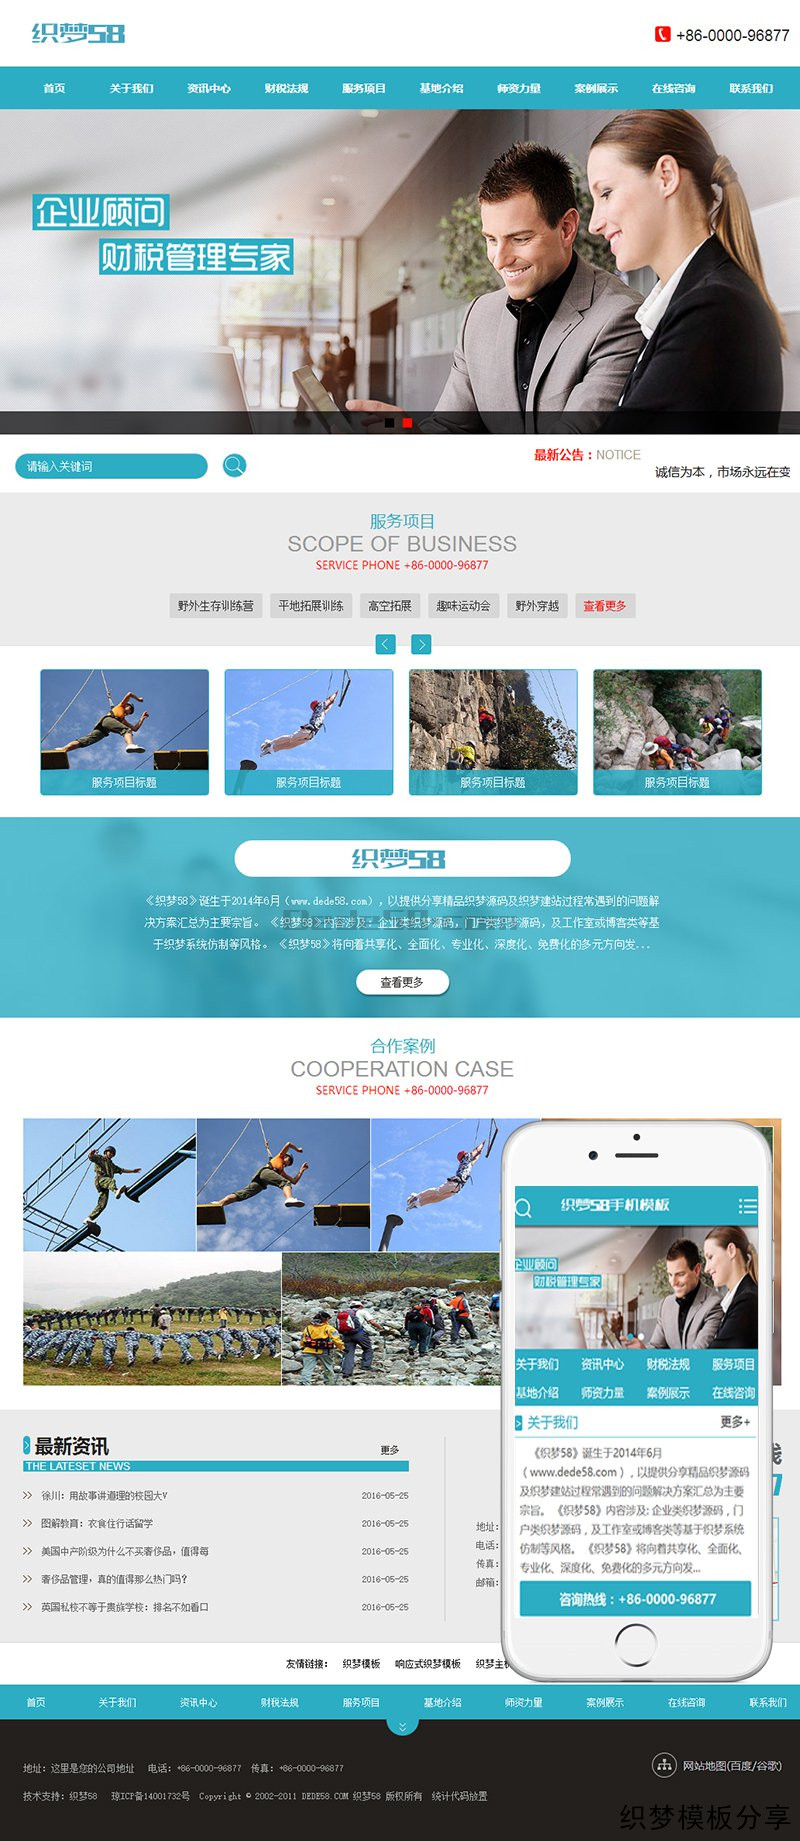 织梦58
+86-0000-96877
首页 关于我们 资讯中心 财税法规 服务项目 基地介绍 师资力量 案例展示 在线咨询 联系我们
企业顾问
财税管理专家
请输入关键词
最新公告：NOTICE
诚信为本，市场永远在变
服务项目
SCOPE OF BUSINESS
SERVICE PHONE +86-0000-96877
野外生存训练营 平地拓展训练 高空拓展 趣味运动会 野外穿越 查看更多
服务项目标题 服务项目标题 服务项目标题 服务项目标题
织梦58
《织梦58》诞生于2014年6月（www.dede58.com），以提供分享精品织梦源码及织梦建站过程常遇到的问题解
决方案汇总为主要宗旨。《织梦58》内容涉及：企业类织梦源码，门户类织梦源码，及工作室或博客类等基
于织梦系统仿制等风格。《织梦58》将向着共享化、全面化、专业化、深度化、免费化的多元方向发...
查看更多
合作案例
COOPERATION CASE
SERVICE PHONE +86-0000-96877
最新资讯 更多
THE LATESET NEWS
徐川：用故事讲道理的校园大V 2016-05-25
图解教育：衣食住行话留学 2016-05-25
美国中产阶级为什么不买奢侈品，值得每 2016-05-25
奢侈品管理，真的值得那么热门吗？ 2016-05-25
英国私校不等于贵族学校：排名不如看口 2016-05-25
地址：
电话：
传真：
邮箱：
线
织梦58手机模板
企业顾问
财税管理专家
关于我们 资讯中心 财税法规 服务项目
基地介绍 师资力量 案例展示 在线咨询
关于我们 更多+
《织梦58》诞生于2014年6月
（www.dede58.com），以提供分享精品织梦源码
及织梦建站过程常遇到的问题解决方案汇总为主要
宗旨。《织梦58》内容涉及: 企业类织梦源码，门
户类织梦源码，及工作室或博客类等基于织梦系统
仿制等风格。《织梦58》将向着共享化、全面化、
专业化、深度化、免费化的多元方向发...
咨询热线：+86-0000-96877
友情链接： 织梦模板 响应式织梦模板 织梦主机
首页 关于我们 资讯中心 财税法规 服务项目 基地介绍 师资力量 案例展示 在线咨询 联系我们
地址：这里是您的公司地址 电话：+86-0000-96877 传真：+86-0000-96877
网站地图(百度/谷歌)
技术支持：织梦58 琼ICP备14001732号 Copyright © 2002-2011 DEDE58.COM 织梦58 版权所有 统计代码放置
织梦模板分享